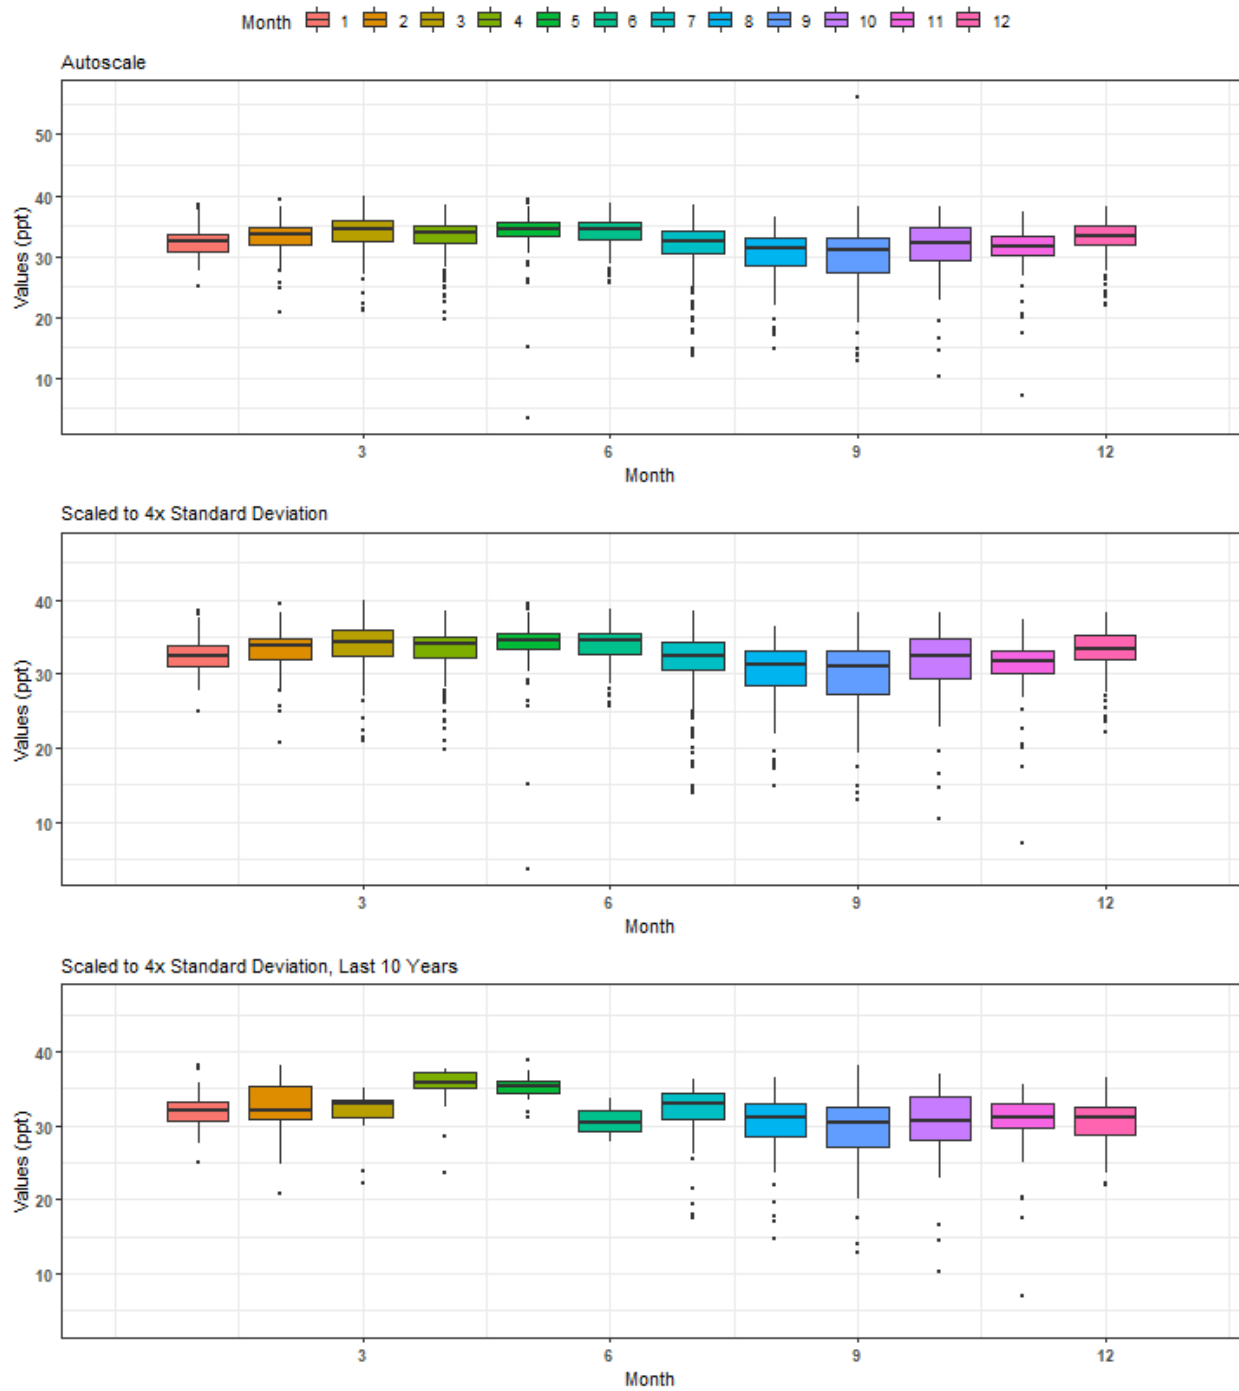 Month 1 2 3 4 5 6 7 8 9 10 11 12
Autoscale
Values (ppt)
50
40
30
20
10
3 6 9 12
Month
Scaled to 4x Standard Deviation
Values (ppt)
40
30
20
10
3 6 9 12
Month
Scaled to 4x Standard Deviation, Last 10 Years
Values (ppt)
40
30
20
10
3 6 9 12
Month